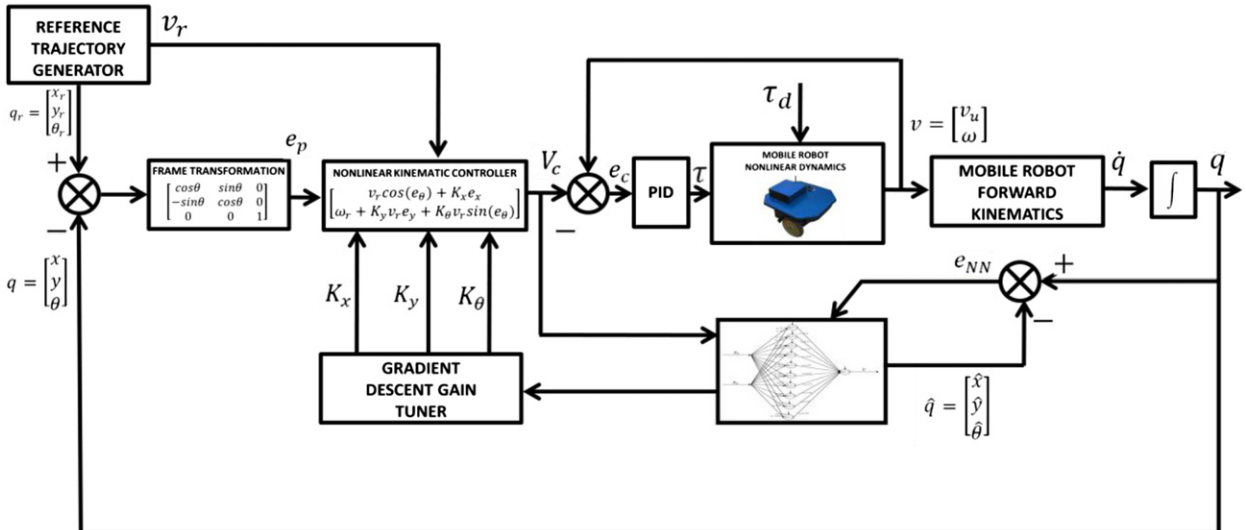 REFERENCE
TRAJECTORY
GENERATOR
v_r
q_r = [x_r
y_r
θ_r]
+
−
q = [x
y
θ]
FRAME TRANSFORMATION
[cosθ sinθ 0
−sinθ cosθ 0
0 0 1]
e_p
NONLINEAR KINEMATIC CONTROLLER
[v_r cos(e_θ) + K_x e_x
ω_r + K_y v_r e_y + K_θ v_r sin(e_θ)]
V_c
−
e_c
PID
τ
τ_d
MOBILE ROBOT
NONLINEAR DYNAMICS
v = [v_u
ω]
MOBILE ROBOT
FORWARD
KINEMATICS
q̇
∫
q
K_x
K_y
K_θ
GRADIENT
DESCENT GAIN
TUNER
e_NN
+
−
q̂ = [x̂
ŷ
θ̂]